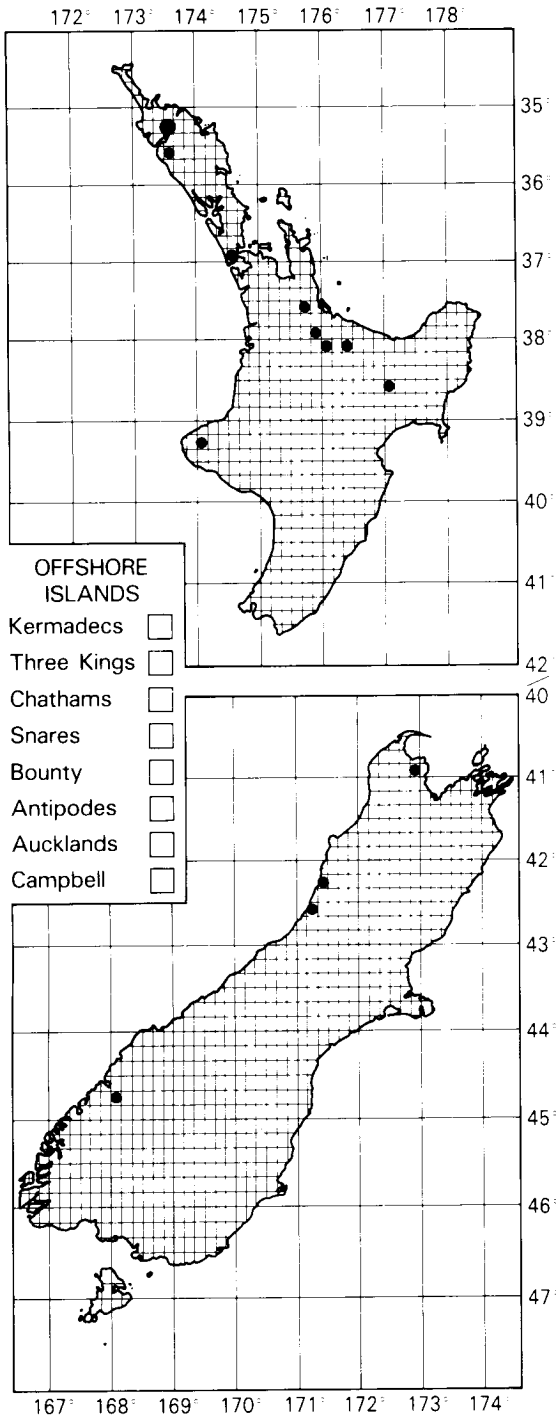 172° 173° 174° 175° 176° 177° 178°
35°
36°
37°
38°
39°
40°
41°
42°
OFFSHORE
ISLANDS
Kermadecs
Three Kings
Chathams
Snares
Bounty
Antipodes
Aucklands
Campbell
40
41°
42°
43°
44°
45°
46°
47°
167° 168° 169° 170° 171° 172° 173° 174°